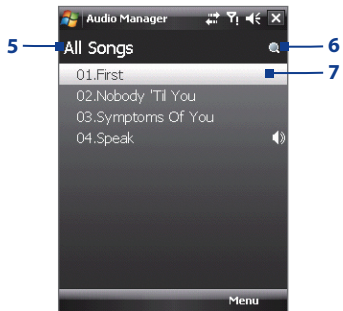 Audio Manager
5 All Songs 6
01.First 7
02.Nobody 'Til You
03.Symptoms Of You
04.Speak
Menu